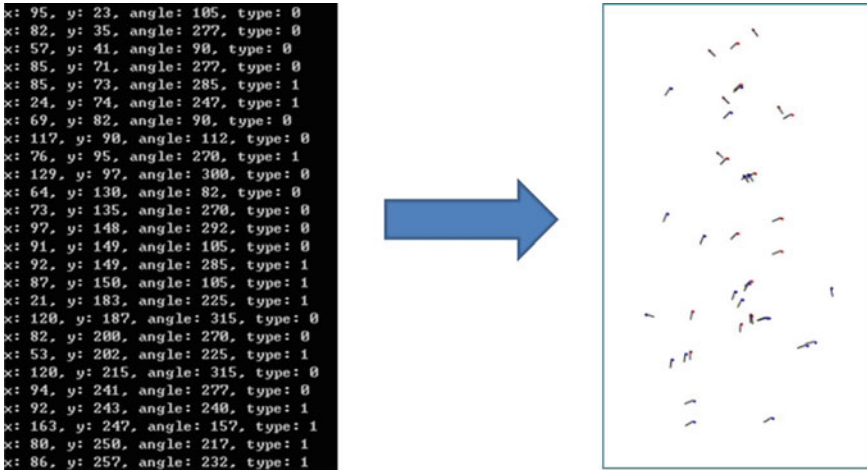 x: 95, y: 23, angle: 105, type: 0
x: 82, y: 35, angle: 277, type: 0
x: 57, y: 41, angle: 90, type: 0
x: 85, y: 71, angle: 277, type: 0
x: 85, y: 73, angle: 285, type: 1
x: 24, y: 74, angle: 247, type: 1
x: 69, y: 82, angle: 90, type: 0
x: 117, y: 90, angle: 112, type: 0
x: 76, y: 95, angle: 270, type: 1
x: 129, y: 97, angle: 300, type: 0
x: 64, y: 130, angle: 82, type: 0
x: 73, y: 135, angle: 270, type: 0
x: 97, y: 148, angle: 292, type: 0
x: 91, y: 149, angle: 105, type: 0
x: 92, y: 149, angle: 285, type: 1
x: 87, y: 150, angle: 105, type: 1
x: 21, y: 183, angle: 225, type: 1
x: 120, y: 187, angle: 315, type: 0
x: 82, y: 200, angle: 270, type: 0
x: 53, y: 202, angle: 225, type: 1
x: 120, y: 215, angle: 315, type: 0
x: 94, y: 241, angle: 277, type: 0
x: 92, y: 243, angle: 240, type: 1
x: 163, y: 247, angle: 157, type: 1
x: 80, y: 250, angle: 217, type: 1
x: 86, y: 257, angle: 232, type: 1